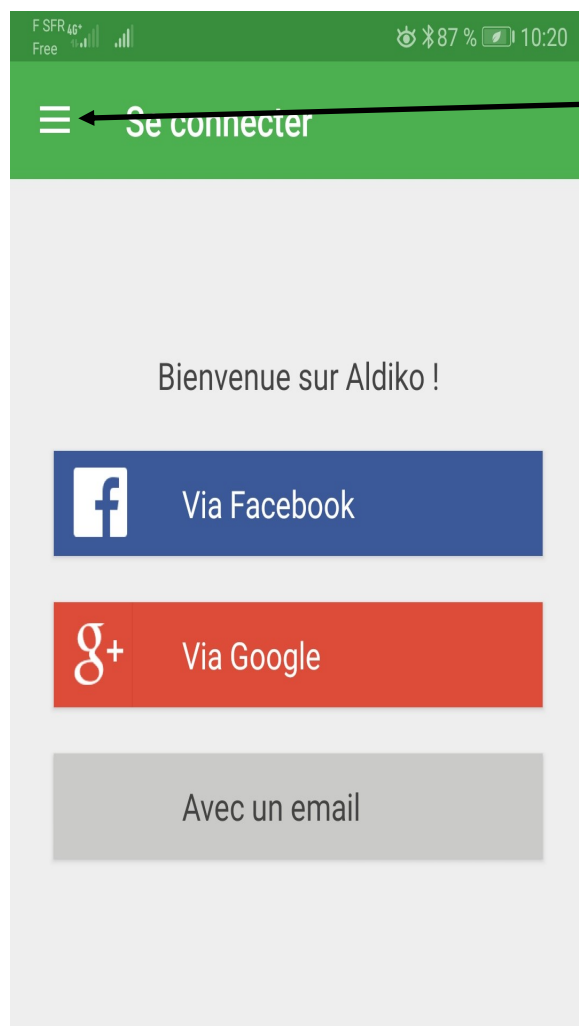 F SFR 4G+
Free
87 % 10:20
Se connecter
Bienvenue sur Aldiko !
f Via Facebook
g+ Via Google
Avec un email